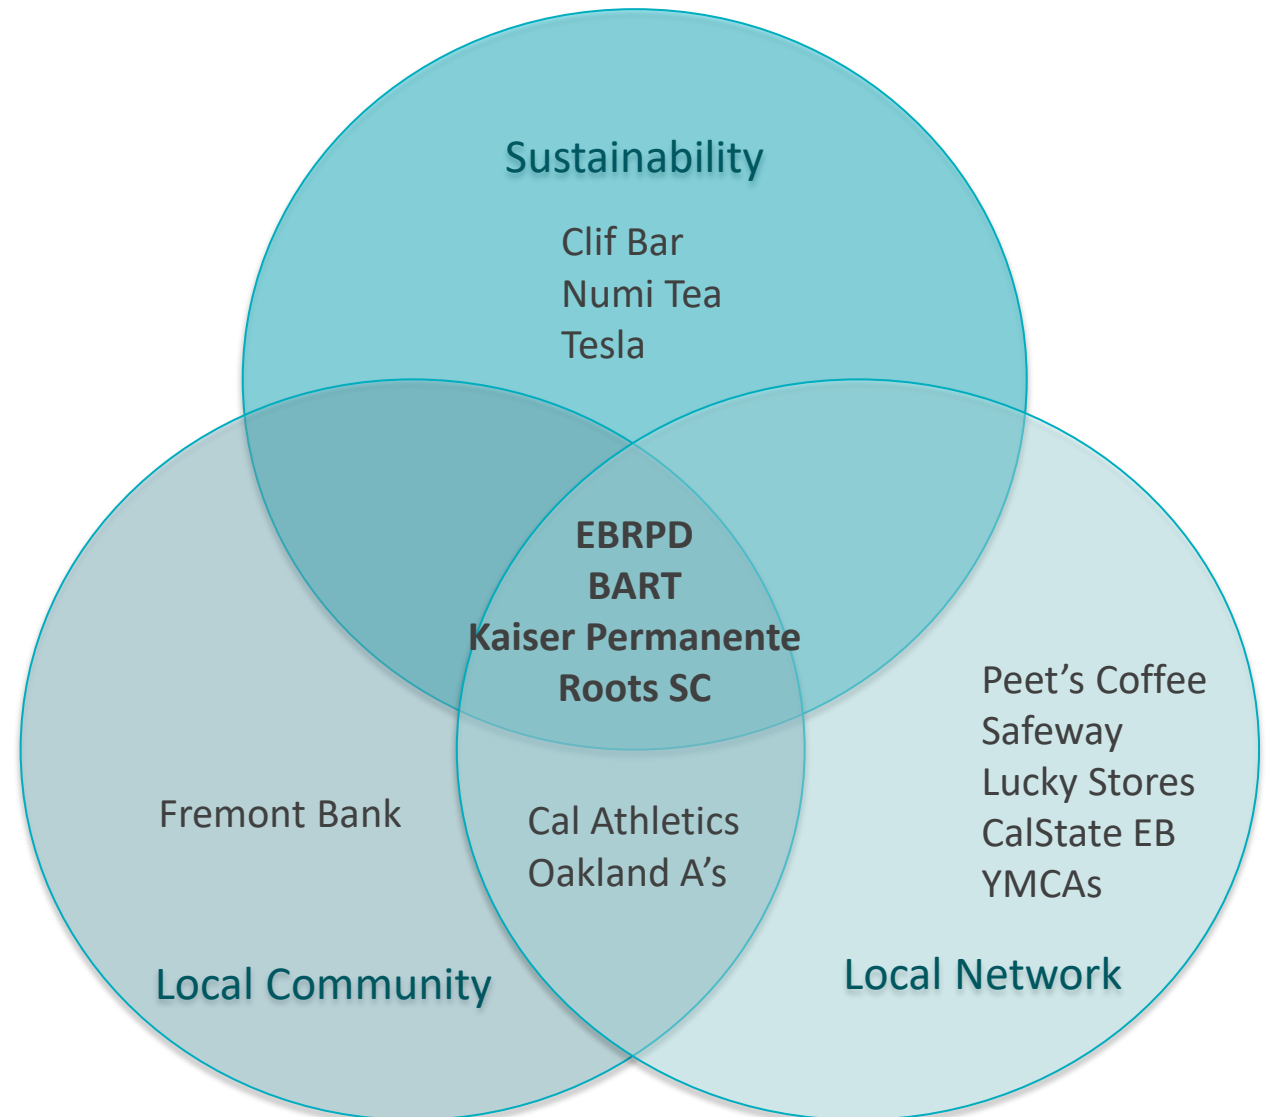 Sustainability
Clif Bar
Numi Tea
Tesla
EBRPD
BART
Kaiser Permanente
Roots SC
Fremont Bank
Cal Athletics
Oakland A’s
Peet’s Coffee
Safeway
Lucky Stores
CalState EB
YMCAs
Local Community
Local Network